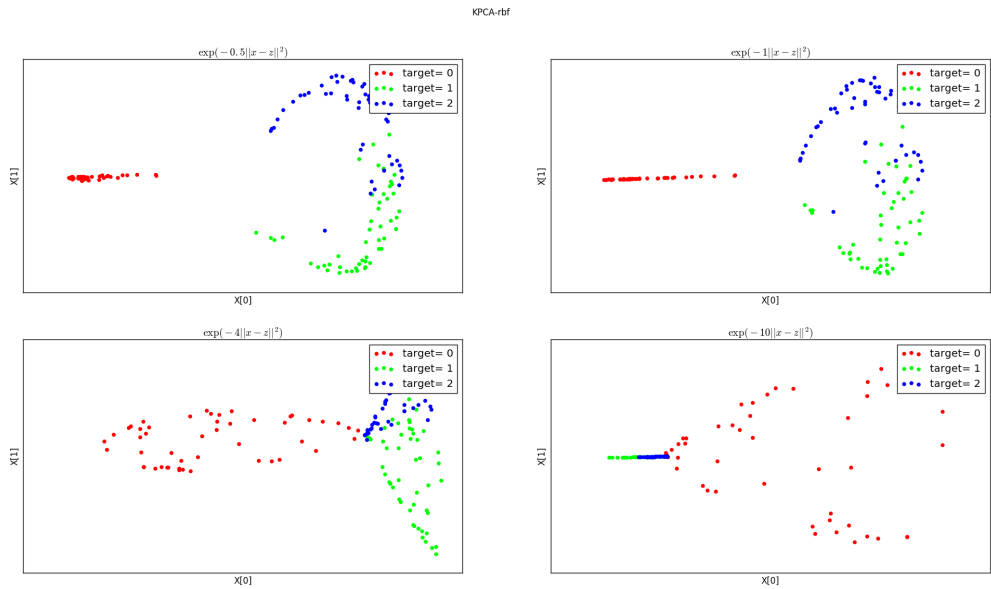 KPCA-rbf
exp(−0.5||x−z||²)
target= 0
target= 1
target= 2
X[1]
X[0]
exp(−1||x−z||²)
target= 0
target= 1
target= 2
X[1]
X[0]
exp(−4||x−z||²)
target= 0
target= 1
target= 2
X[1]
X[0]
exp(−10||x−z||²)
target= 0
target= 1
target= 2
X[1]
X[0]